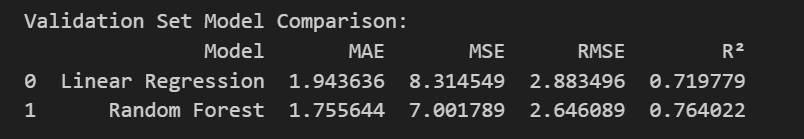 Validation Set Model Comparison:
Model MAE MSE RMSE R²
0 Linear Regression 1.943636 8.314549 2.883496 0.719779
1 Random Forest 1.755644 7.001789 2.646089 0.764022